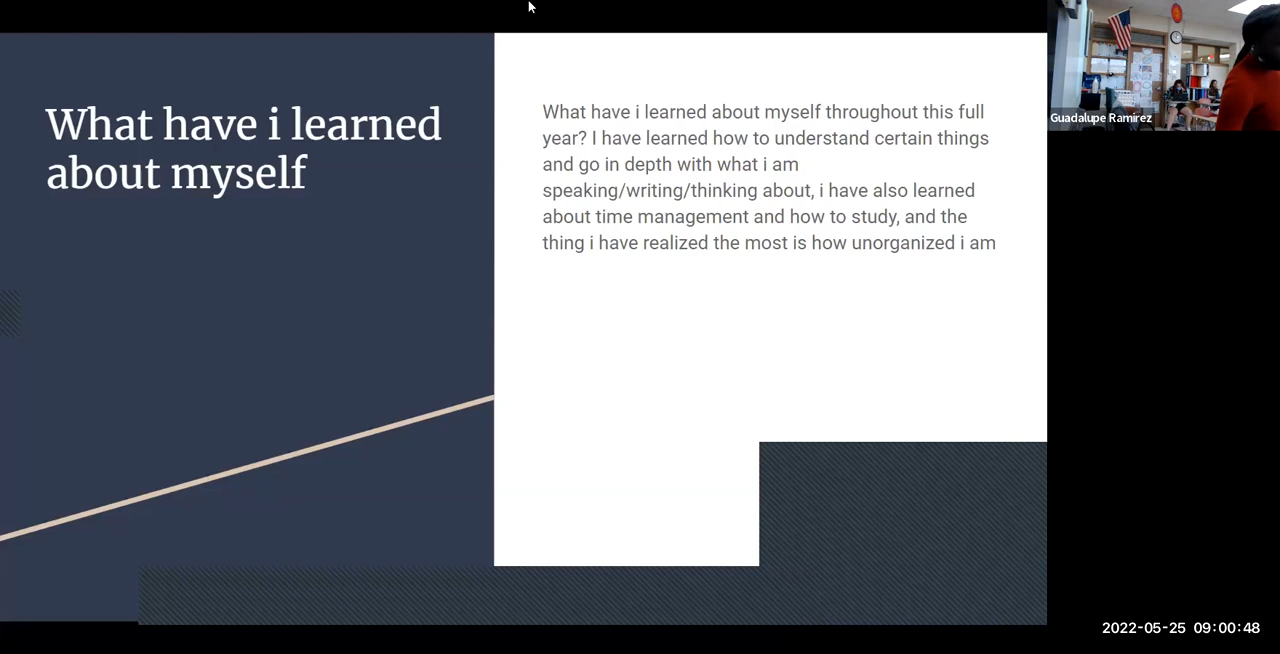 What have i learned
about myself
What have i learned about myself throughout this full
year? I have learned how to understand certain things
and go in depth with what i am
speaking/writing/thinking about, i have also learned
about time management and how to study, and the
thing i have realized the most is how unorganized i am
Guadalupe Ramirez
2022-05-25 09:00:48